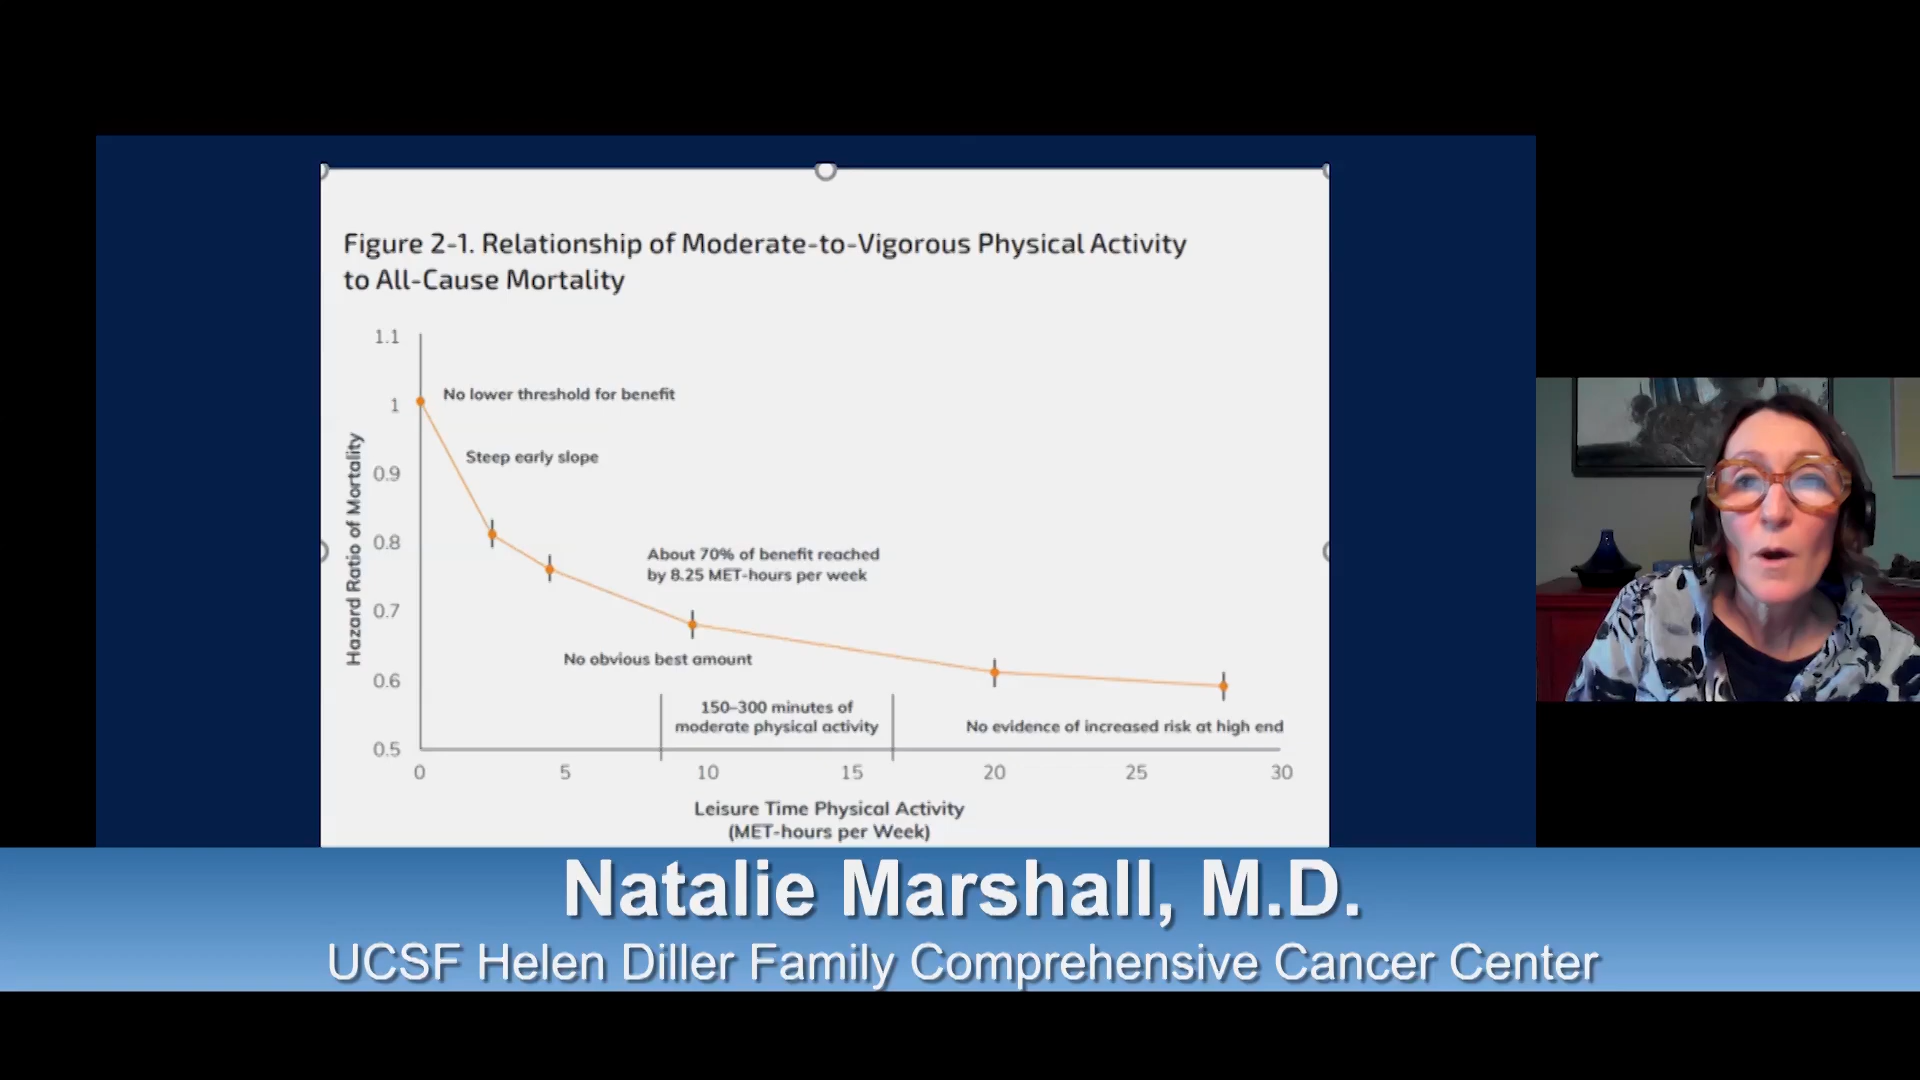 Figure 2-1. Relationship of Moderate-to-Vigorous Physical Activity
to All-Cause Mortality
1.1
1
0.9
0.8
0.7
0.6
0.5
Hazard Ratio of Mortality
No lower threshold for benefit
Steep early slope
About 70% of benefit reached
by 8.25 MET-hours per week
No obvious best amount
150–300 minutes of
moderate physical activity
No evidence of increased risk at high end
0 5 10 15 20 25 30
Leisure Time Physical Activity
(MET-hours per Week)
Natalie Marshall, M.D.
UCSF Helen Diller Family Comprehensive Cancer Center